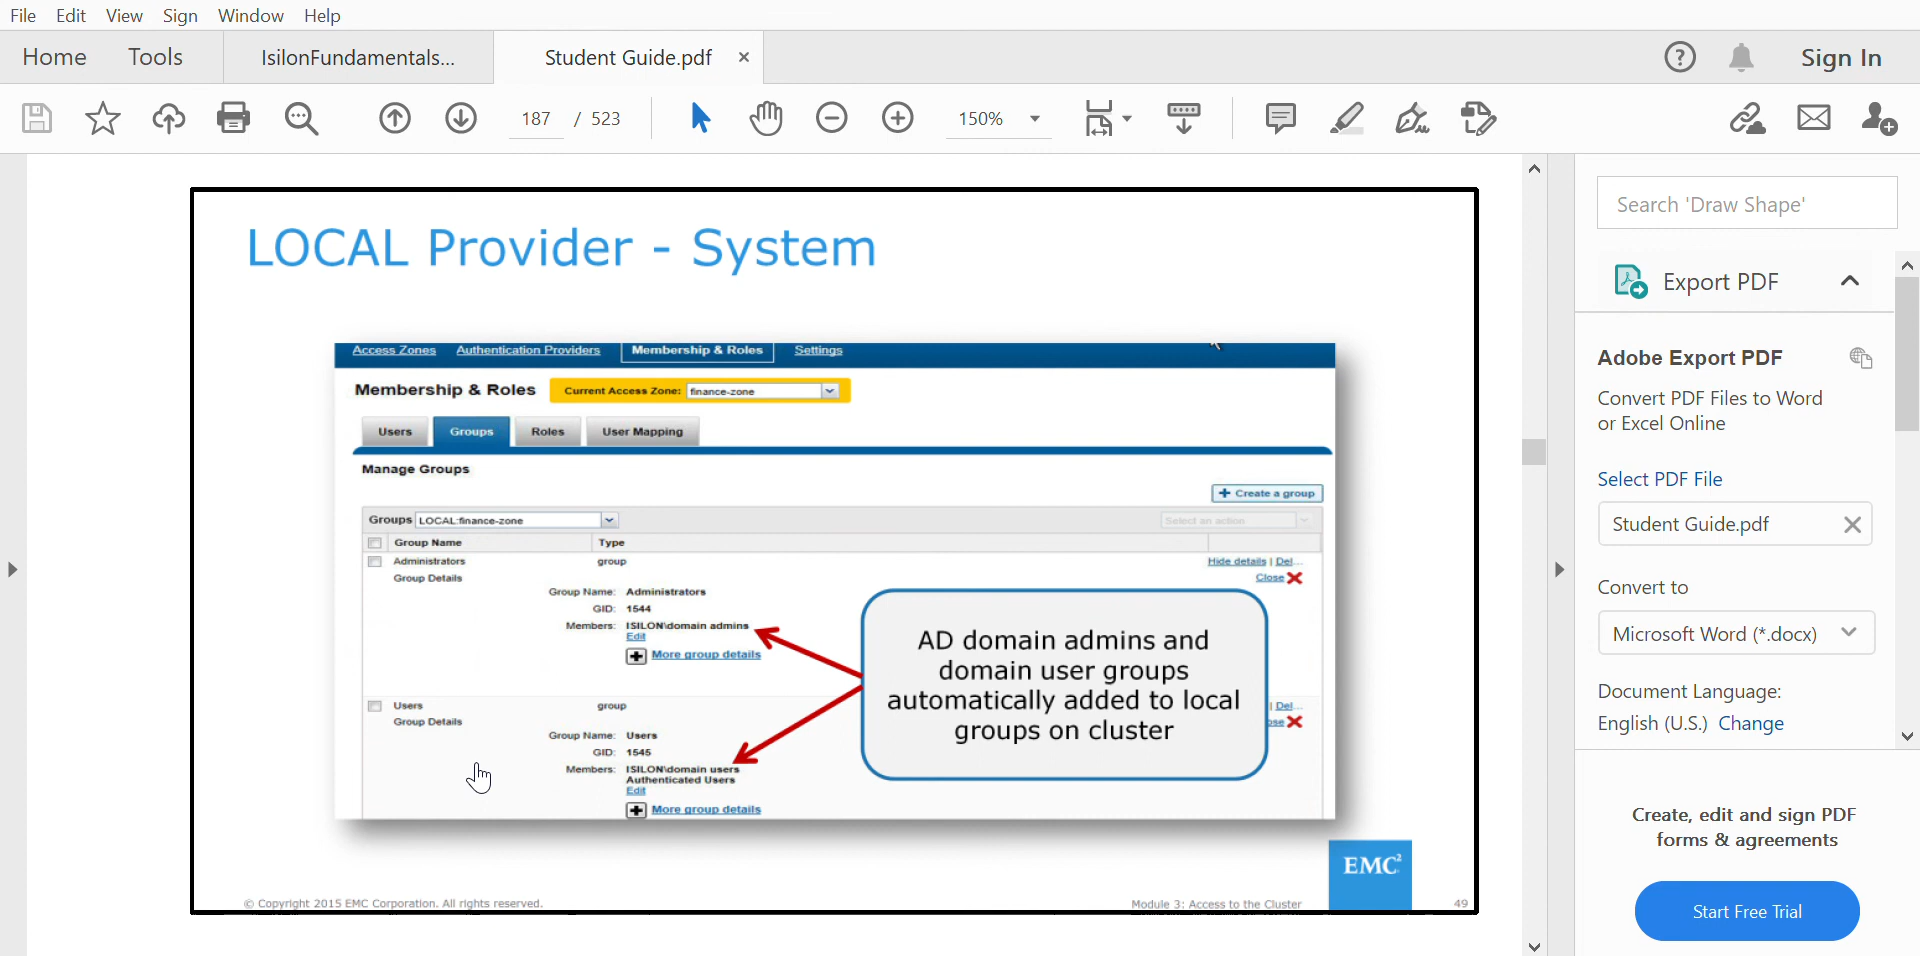 File Edit View Sign Window Help
Home Tools IsilonFundamentals... Student Guide.pdf × Sign In
187 / 523 150%
Search 'Draw Shape'
LOCAL Provider - System
Export PDF
Access Zones Authentication Providers Membership & Roles Settings
Adobe Export PDF
Membership & Roles Current Access Zone: finance-zone
Convert PDF Files to Word
or Excel Online
Users Groups Roles User Mapping
Manage Groups
Select PDF File
Create a group
Groups LOCAL:finance-zone Select an action
Student Guide.pdf
Group Name Type
Administrators group Hide details | Del...
Group Details Close
Group Name: Administrators
Convert to
GID: 1544
Members: ISILON\domain admins
Edit
Microsoft Word (*.docx)
More group details
AD domain admins and
domain user groups
automatically added to local
groups on cluster
Document Language:
English (U.S.) Change
Users group | Del...
Group Details ose
Group Name: Users
GID: 1545
Members: ISILON\domain users
Authenticated Users
Edit
More group details
Create, edit and sign PDF
forms & agreements
EMC²
© Copyright 2015 EMC Corporation. All rights reserved. Module 3: Access to the Cluster 49
Start Free Trial